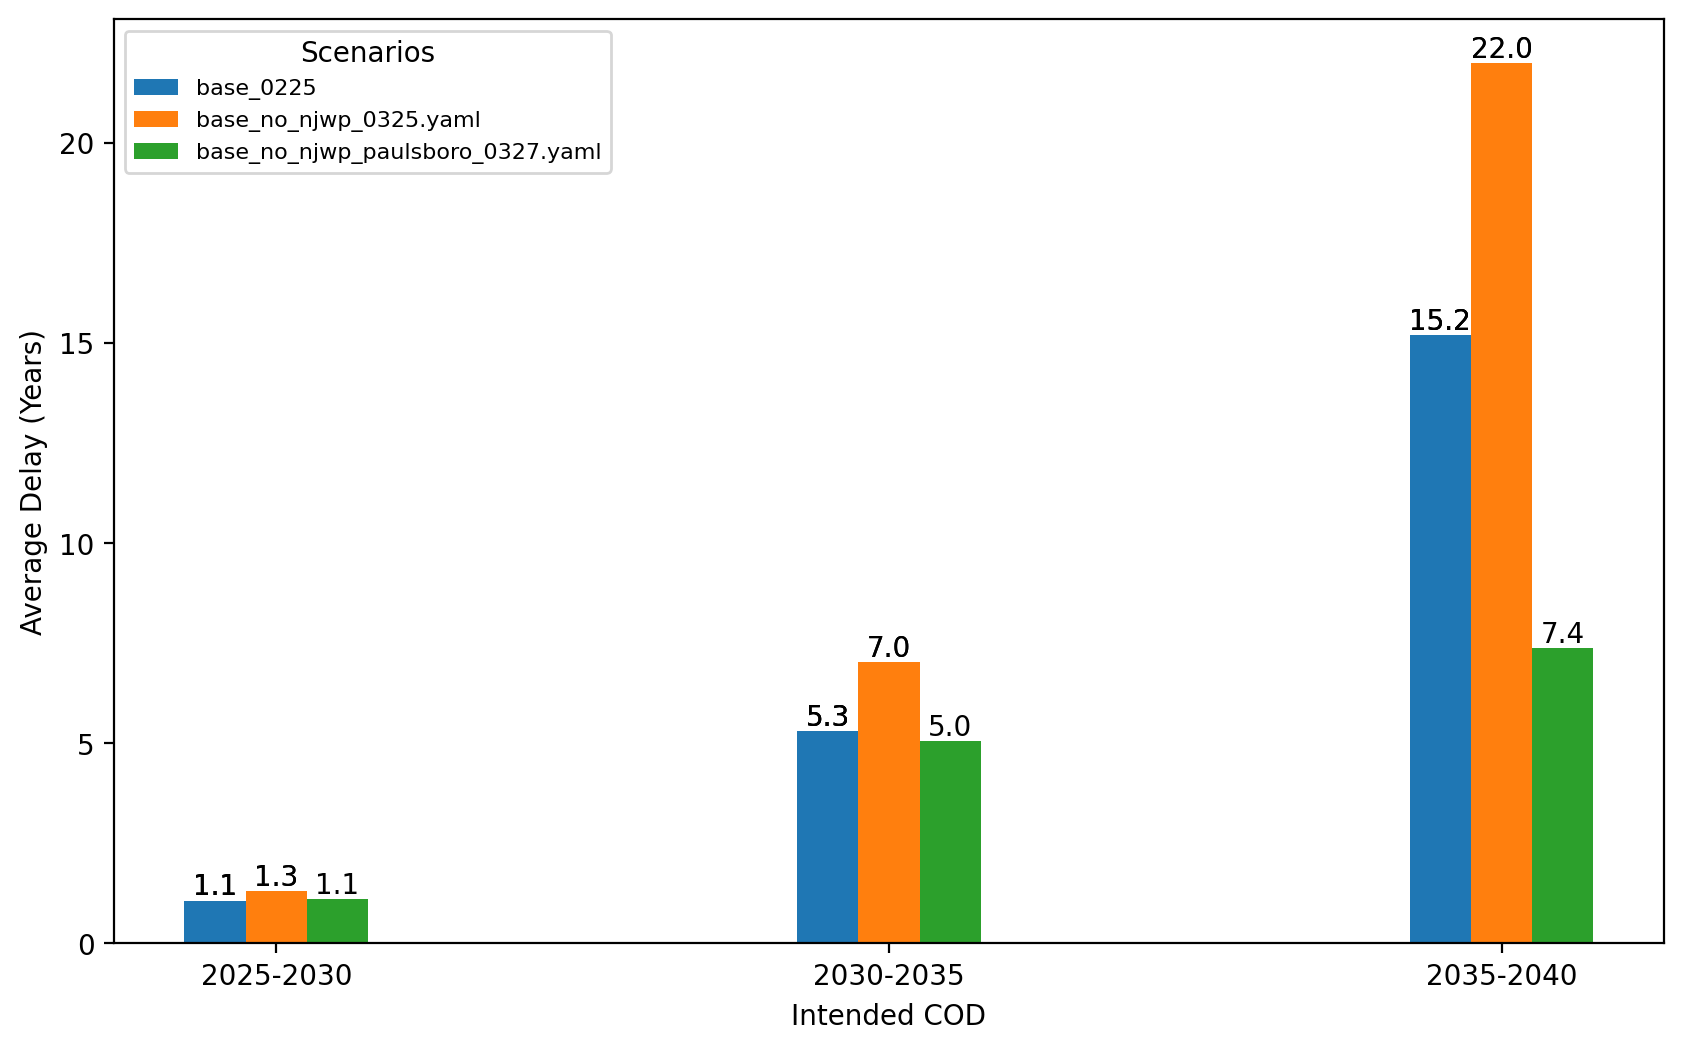 Scenarios
base_0225
base_no_njwp_0325.yaml
base_no_njwp_paulsboro_0327.yaml
Average Delay (Years)
20
15
10
5
0
22.0
15.2
7.4
7.0
5.3
5.0
1.1
1.3
1.1
2025-2030
2030-2035
2035-2040
Intended COD